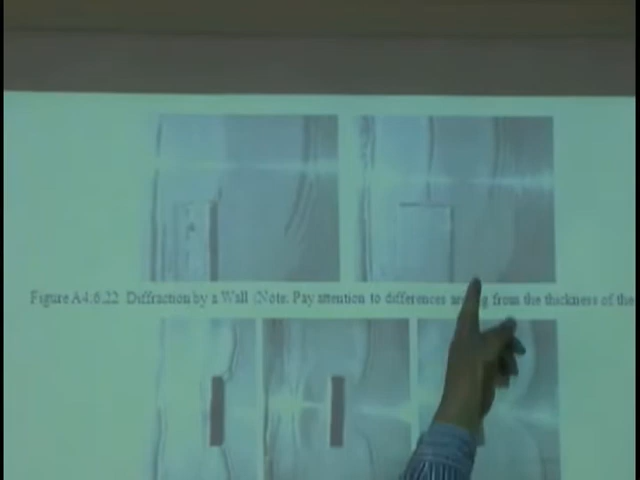 Figure A4.6.22 Diffraction by a Wall (Note. Pay attention to differences from the thickness of the